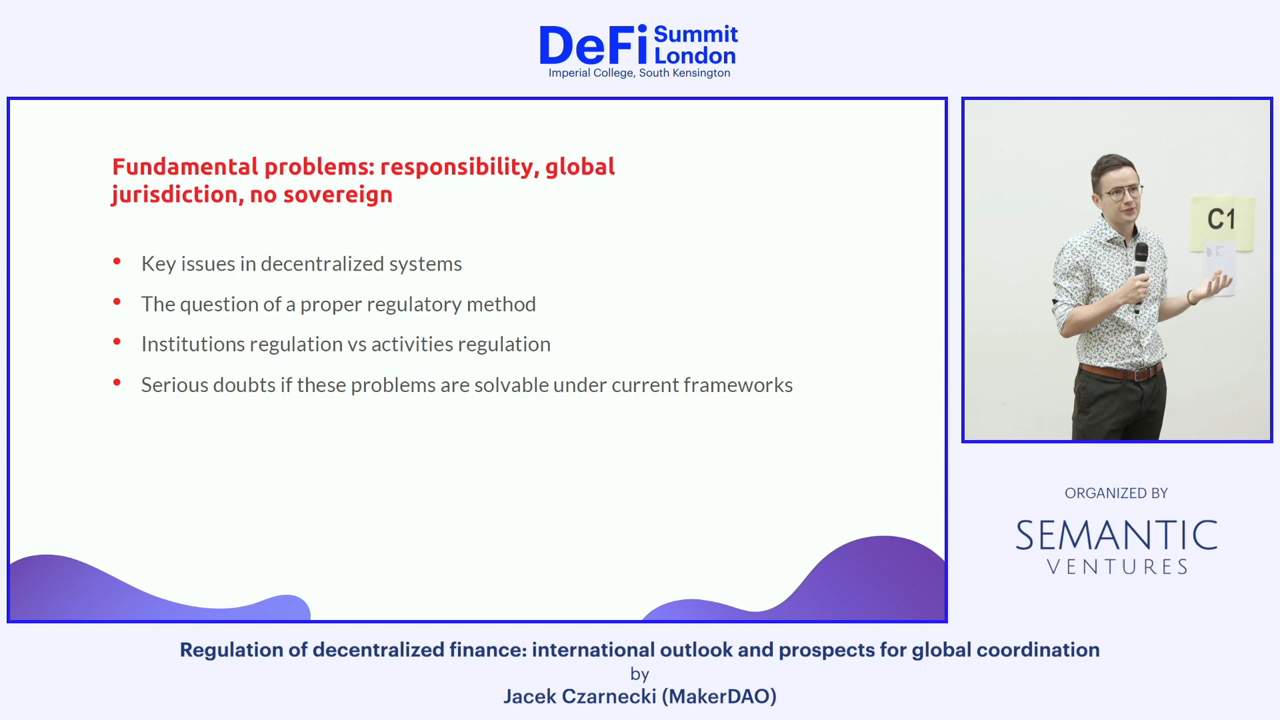 DeFi Summit
London
Imperial College, South Kensington
Fundamental problems: responsibility, global
jurisdiction, no sovereign
• Key issues in decentralized systems
• The question of a proper regulatory method
• Institutions regulation vs activities regulation
• Serious doubts if these problems are solvable under current frameworks
C1
ORGANIZED BY
SEMANTIC
VENTURES
Regulation of decentralized finance: international outlook and prospects for global coordination
by
Jacek Czarnecki (MakerDAO)